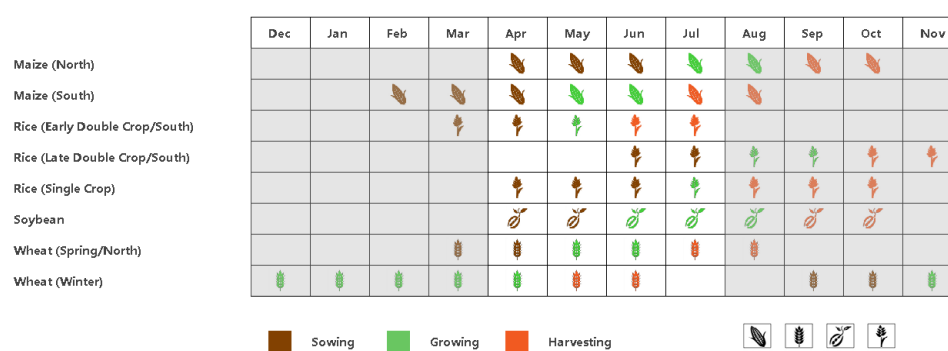 Dec Jan Feb Mar Apr May Jun Jul Aug Sep Oct Nov
Maize (North)
Maize (South)
Rice (Early Double Crop/South)
Rice (Late Double Crop/South)
Rice (Single Crop)
Soybean
Wheat (Spring/North)
Wheat (Winter)
Sowing Growing Harvesting